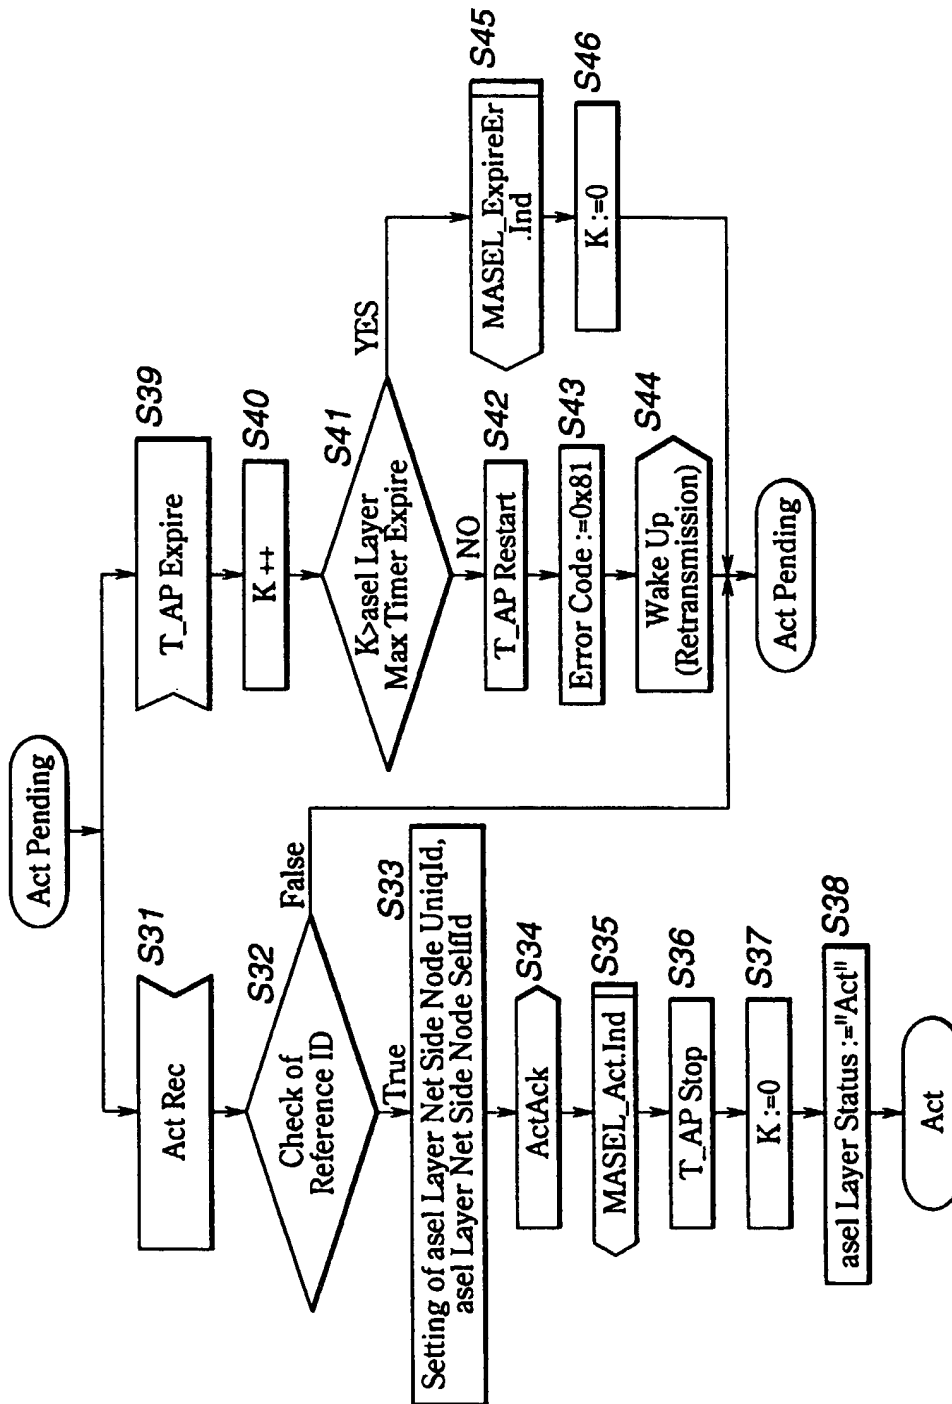 Act Pending
Act Rec
S31
Check of
Reference ID
S32
False
True
Setting of asel Layer Net Side Node UniqId,
asel Layer Net Side Node SelfId
S33
ActAck
S34
MASEL_Act.Ind
S35
T_AP Stop
S36
K :=0
S37
asel Layer Status :="Act"
S38
Act
T_AP Expire
S39
K ++
S40
K>asel Layer
Max Timer Expire
S41
YES
NO
T_AP Restart
S42
Error Code :=0x81
S43
Wake Up
(Retransmission)
S44
MASEL_ExpireEr
.Ind
S45
K :=0
S46
Act Pending